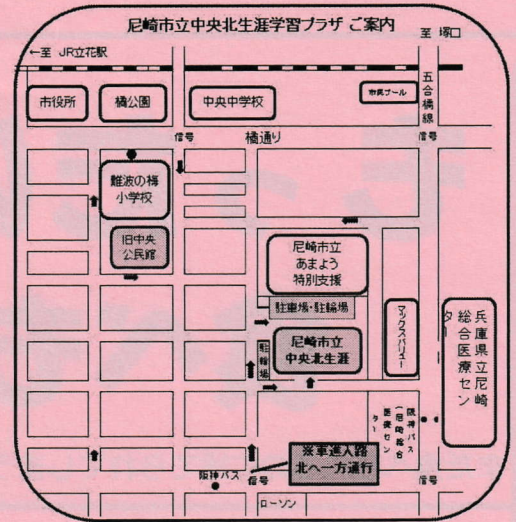 尼崎市立中央北生涯学習プラザ ご案内
至 塚口
←至 JR立花駅
市役所
橘公園
中央中学校
市民プール
五合橋線
信号
橘通り
信号
難波の梅
小学校
旧中央
公民館
尼崎市立
あまよう
特別支援
駐車場・駐輪場
尼崎市立
中央北生涯
駐輪場
マックスバリュー
兵庫県立尼崎
総合医療セン
ター
阪神バス
(尼崎総合
医療セン
ター
※車進入路
北へ一方通行
阪神バス
信号
信号
ローソン